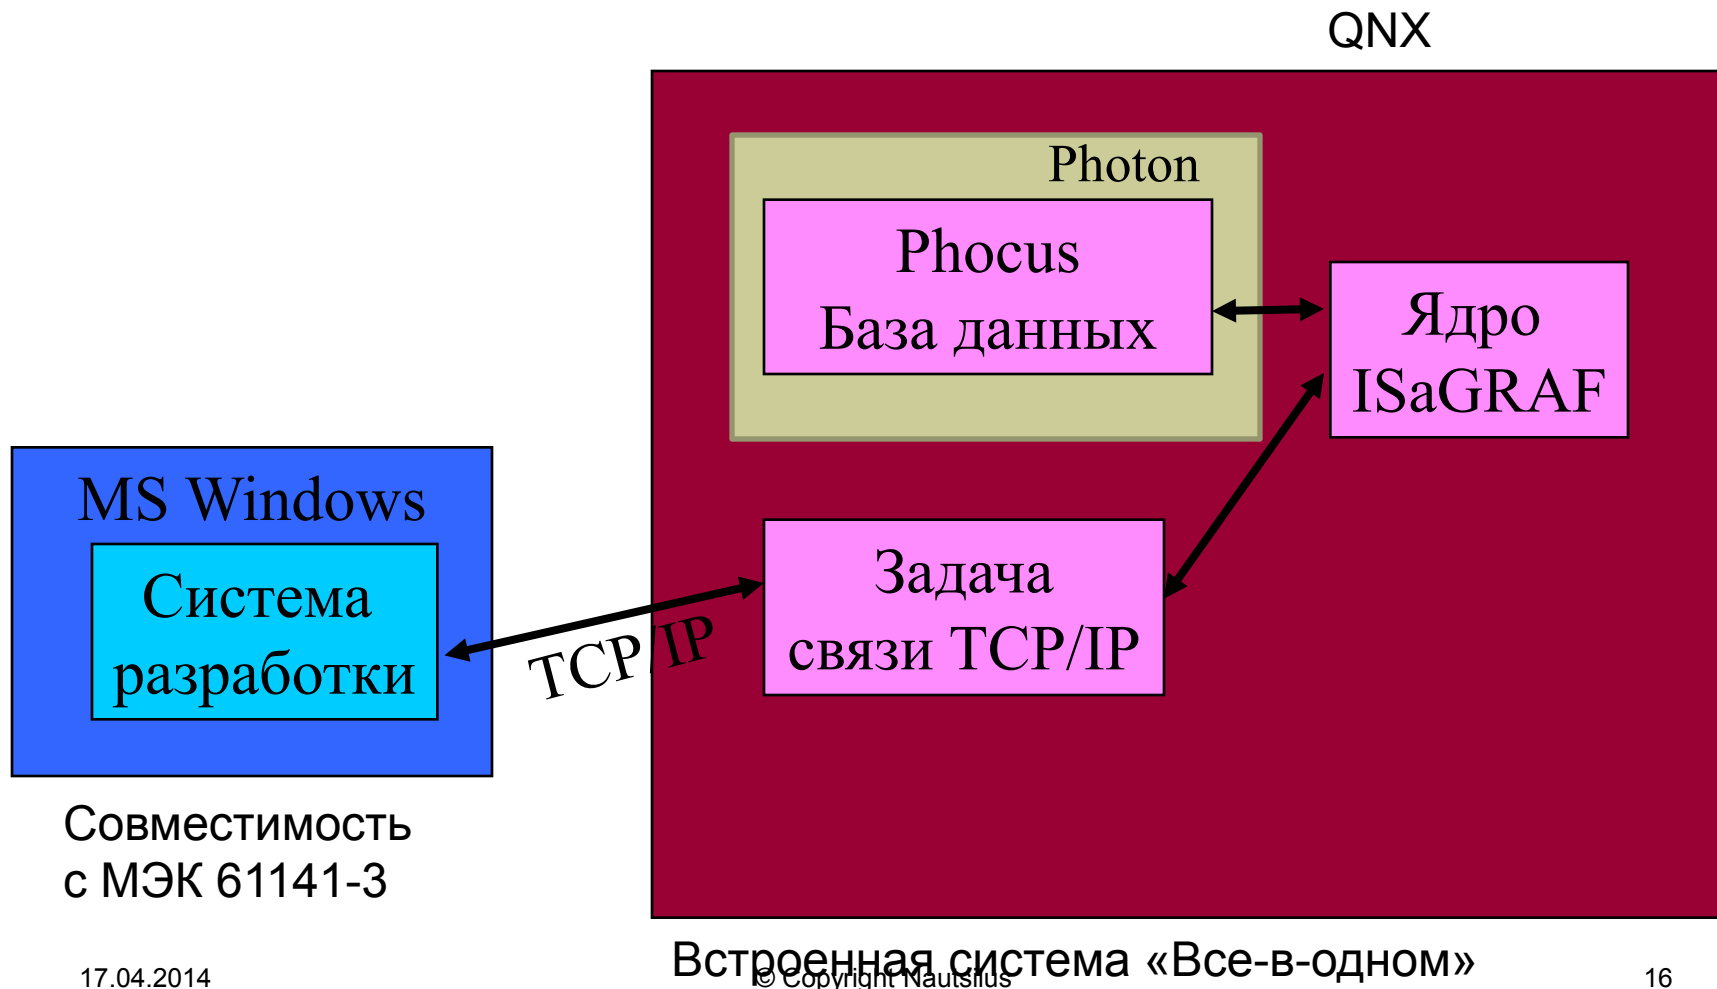 QNX
Photon
Phocus
База данных
Ядро
ISaGRAF
MS Windows
Система
разработки
TCP/IP
Задача
связи TCP/IP
Совместимость
с МЭК 61141-3
Встроенная система «Все-в-одном»
17.04.2014
© Copyright Nautsilus
16